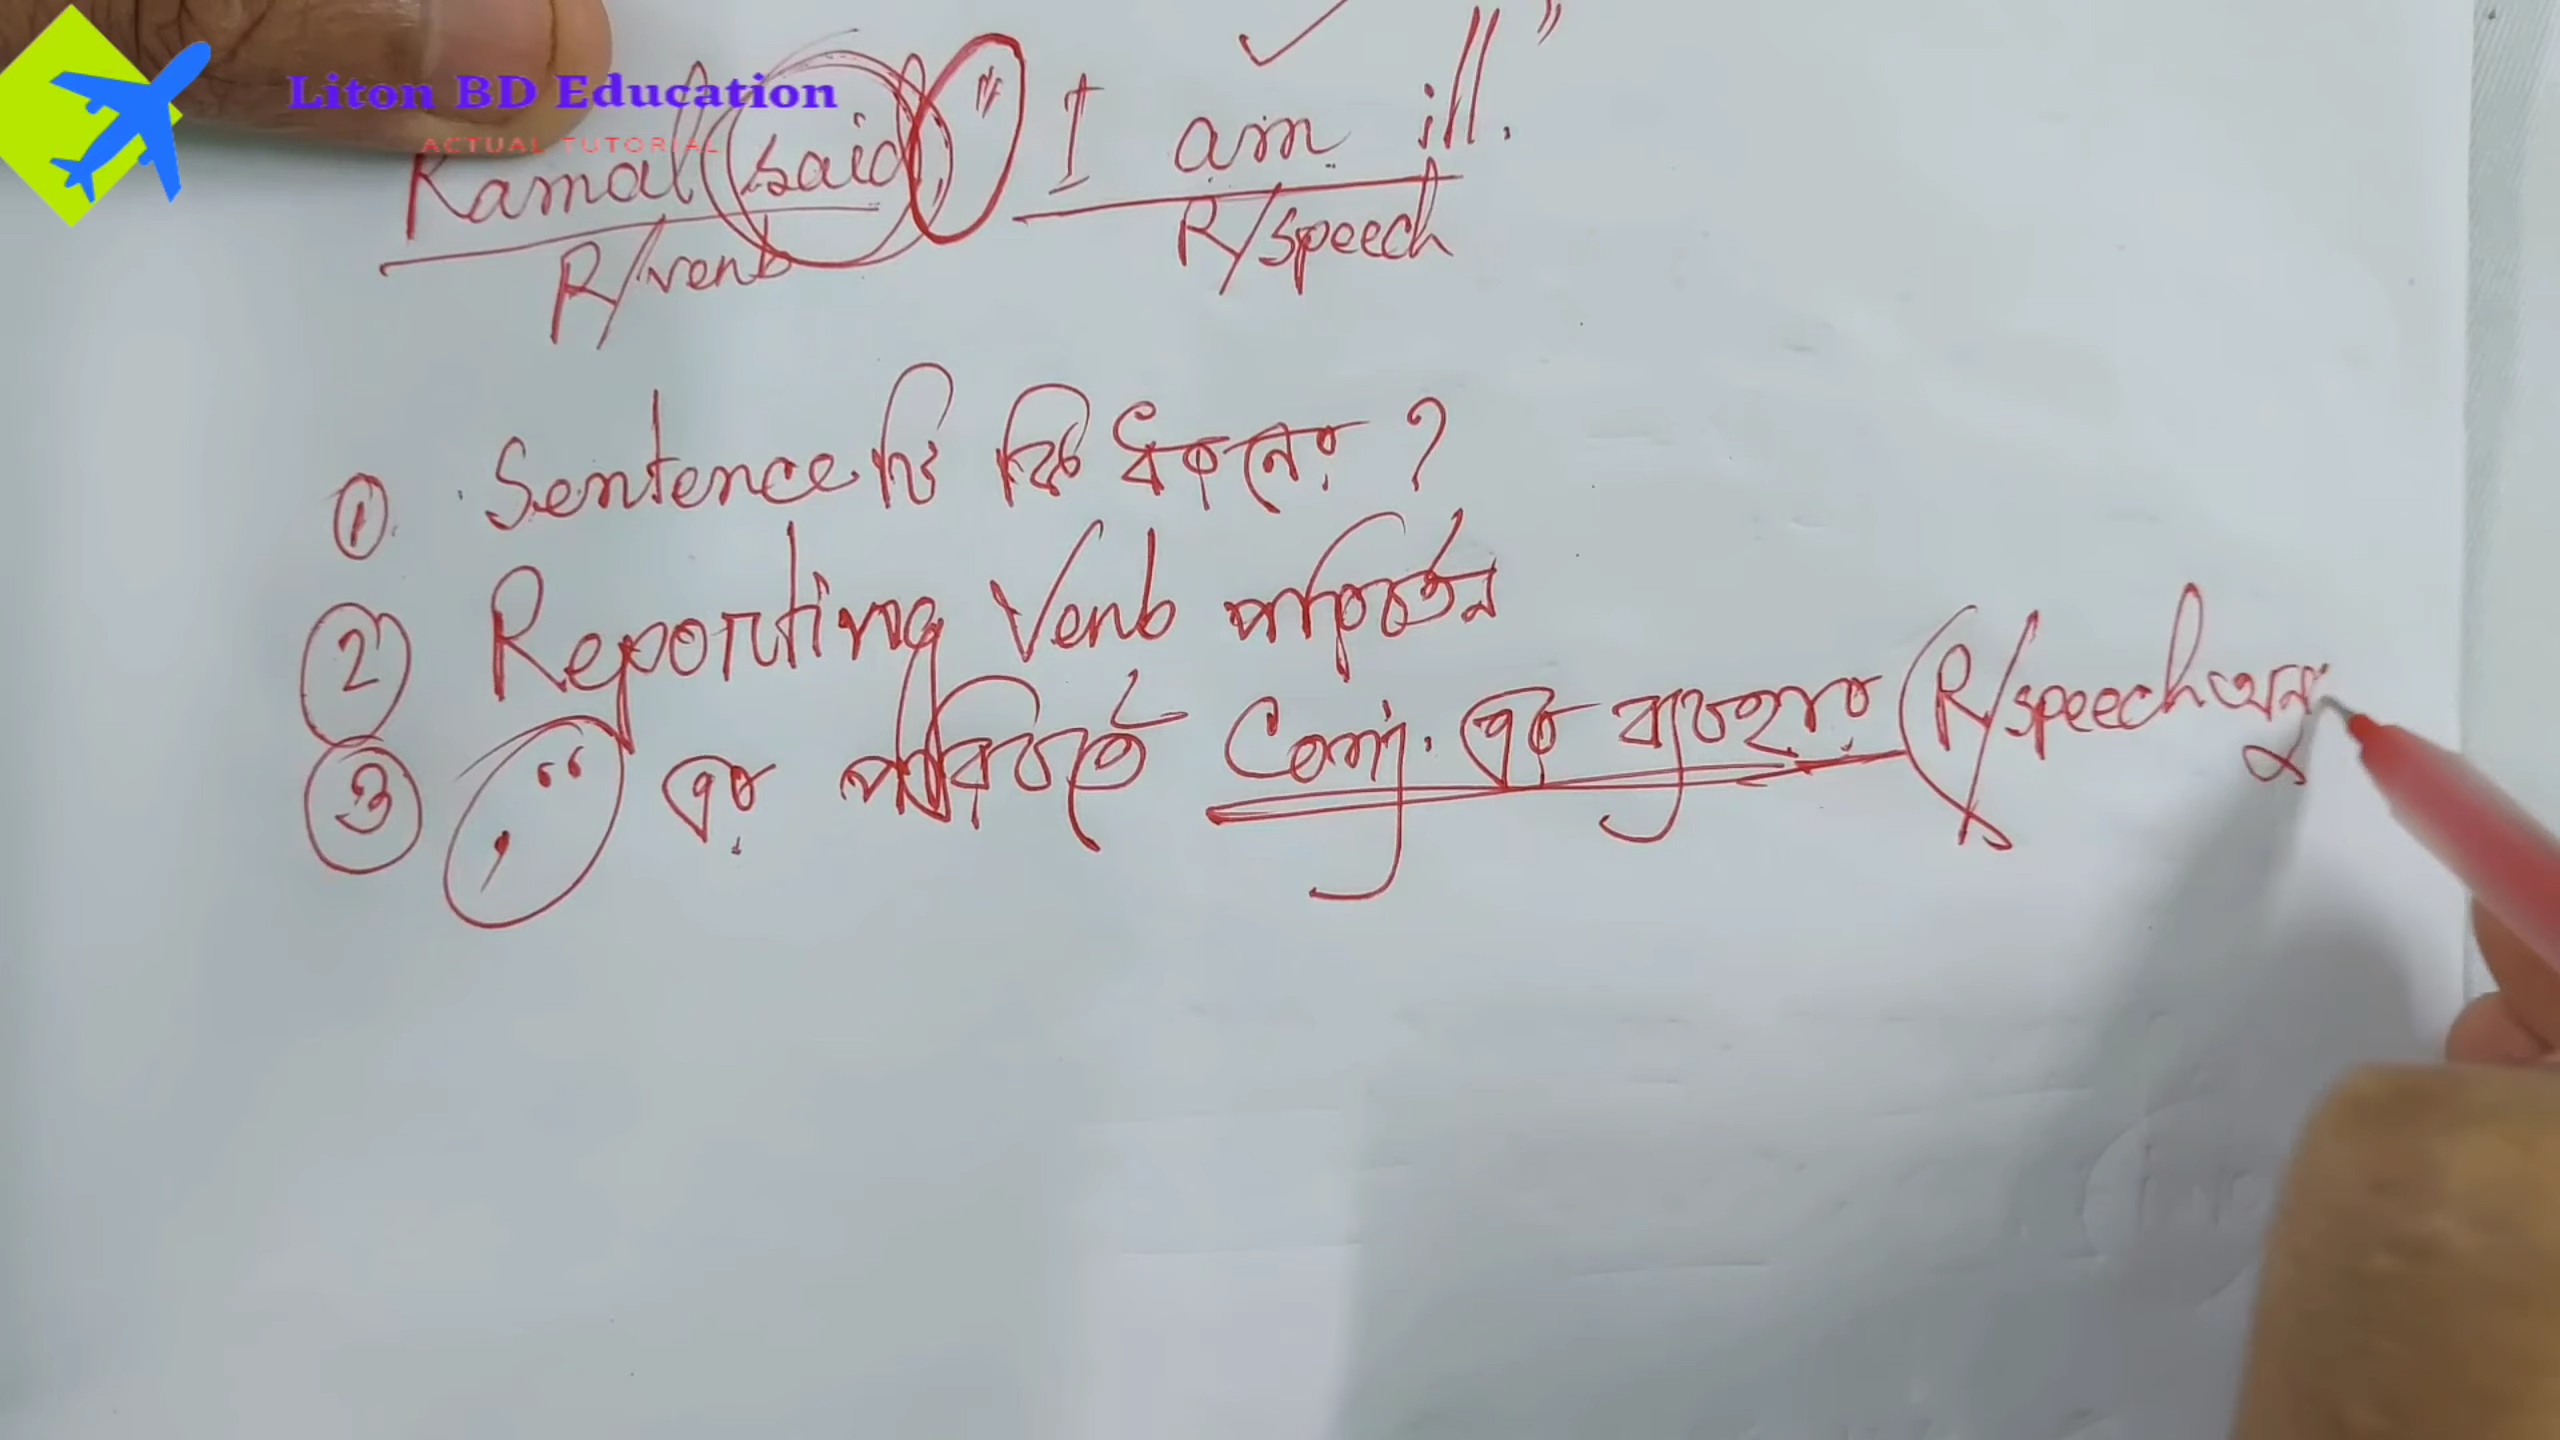 Liton BD Education
ACTUAL TUTORIAL
Kamal said, " I am ill. "
R/verb R/speech
1. Sentence টি কি ধরনের ?
2 Reporting Verb পরিবর্তন
3 , " এর পরিবর্তে Conj. এর ব্যবহার (R/speech